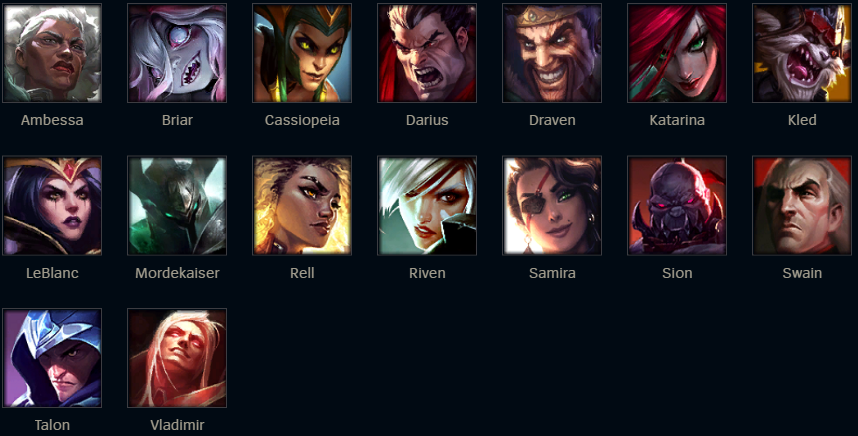 Ambessa Briar Cassiopeia Darius Draven Katarina Kled
LeBlanc Mordekaiser Rell Riven Samira Sion Swain
Talon Vladimir